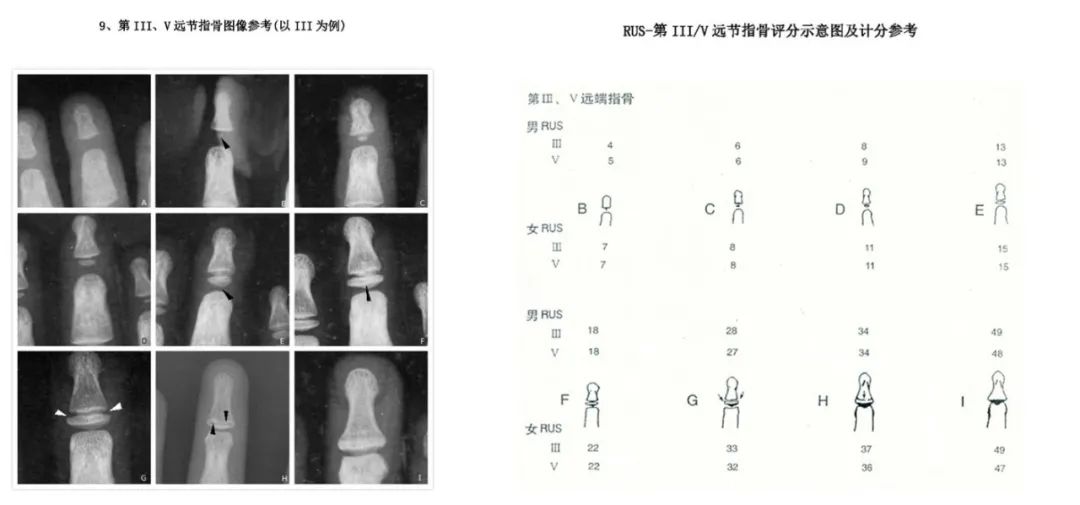 9、第 III、V 远节指骨图像参考(以 III 为例)
A
B
C
D
E
F
G
H
I
RUS-第 III/V 远节指骨评分示意图及计分参考
第Ⅲ、Ⅴ远端指骨
男 RUS
Ⅲ 4 6 8 13
Ⅴ 5 6 9 13
B C D E
女 RUS
Ⅲ 7 8 11 15
Ⅴ 7 8 11 15
男 RUS
Ⅲ 18 28 34 49
Ⅴ 18 27 34 48
F G H I
女 RUS
Ⅲ 22 33 37 49
Ⅴ 22 32 36 47